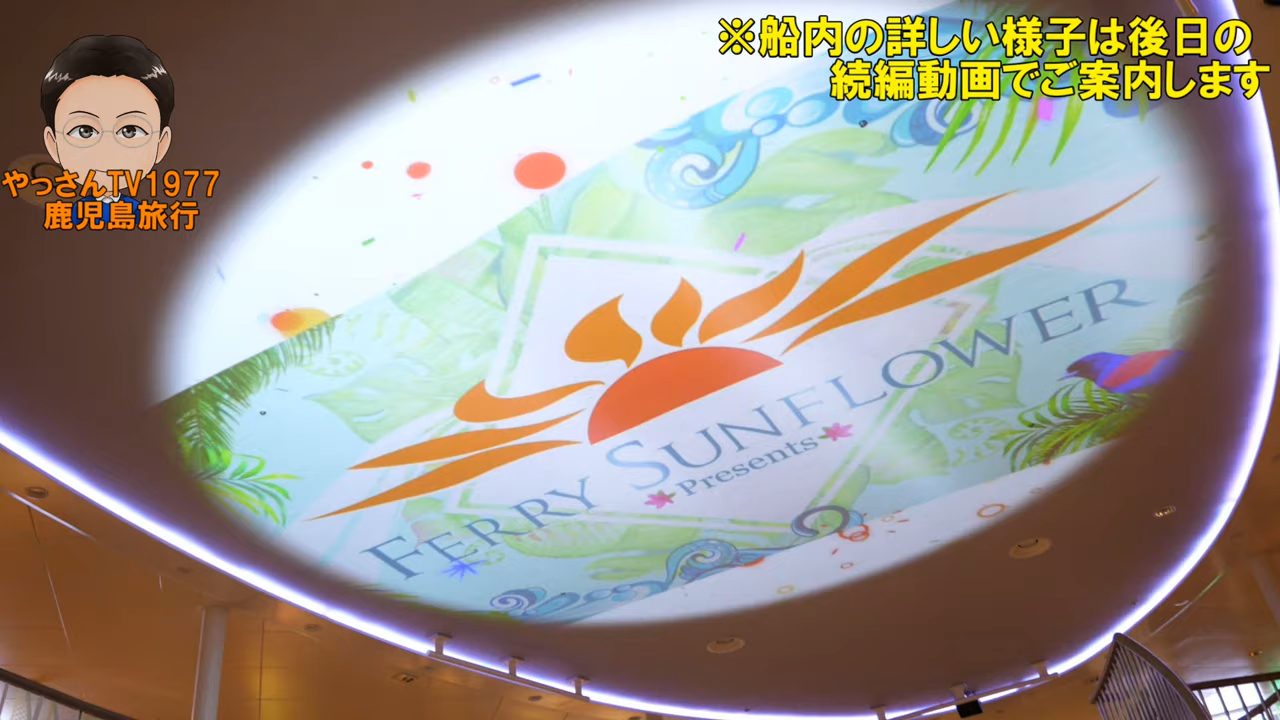 ※船内の詳しい様子は後日の
続編動画でご案内します
やっさんTV1977
鹿児島旅行
FERRY SUNFLOWER
Presents